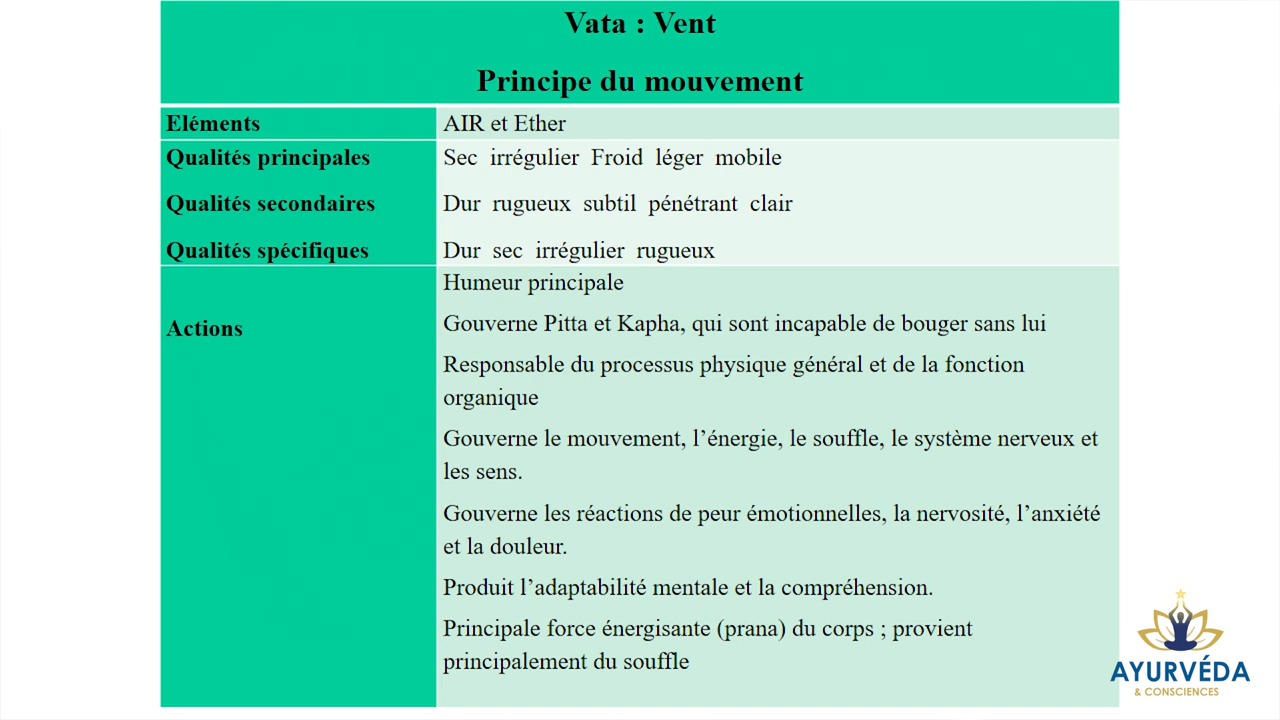 Vata : Vent
Principe du mouvement
Eléments
AIR et Ether
Qualités principales
Sec irrégulier Froid léger mobile
Qualités secondaires
Dur rugueux subtil pénétrant clair
Qualités spécifiques
Dur sec irrégulier rugueux
Actions
Humeur principale
Gouverne Pitta et Kapha, qui sont incapable de bouger sans lui
Responsable du processus physique général et de la fonction
organique
Gouverne le mouvement, l’énergie, le souffle, le système nerveux et
les sens.
Gouverne les réactions de peur émotionnelles, la nervosité, l’anxiété
et la douleur.
Produit l’adaptabilité mentale et la compréhension.
Principale force énergisante (prana) du corps ; provient
principalement du souffle
AYURVÉDA
& CONSCIENCES